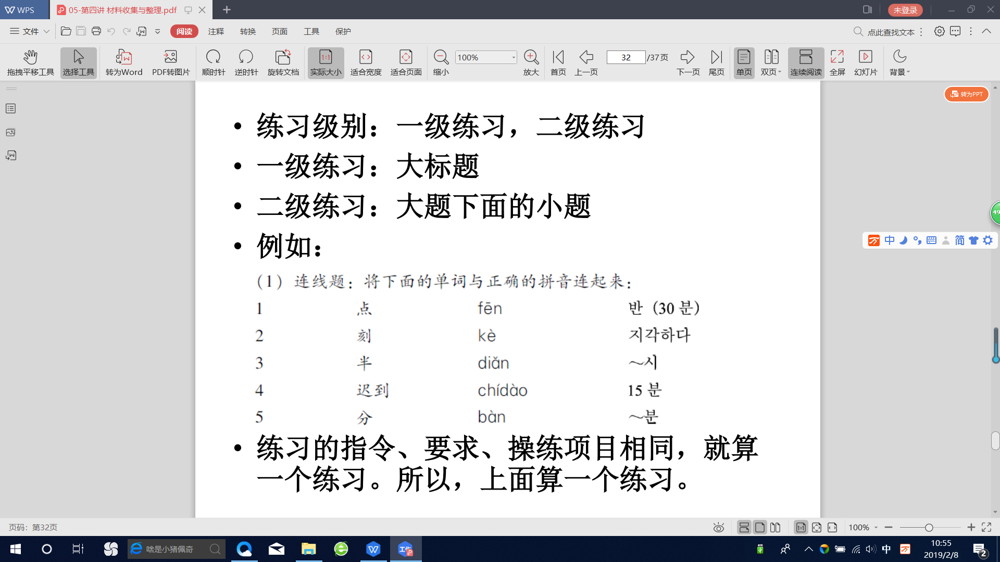 WPS
05-第四讲 材料收集与整理.pdf
未登录
文件
阅读
注释
转换
页面
工具
保护
点此查找文本
拖拽平移工具
选择工具
转为Word
PDF转图片
顺时针
逆时针
旋转文档
1:1
实际大小
适合宽度
适合页面
缩小
100%
放大
首页
上一页
32
/37页
下一页
尾页
单页
双页
连续阅读
全屏
幻灯片
背景
转为PPT
• 练习级别：一级练习，二级练习
• 一级练习：大标题
• 二级练习：大题下面的小题
• 例如：
（1）连线题：将下面的单词与正确的拼音连起来：
1 点 fēn 반（30 분）
2 刻 kè 지각하다
3 半 diǎn ～시
4 迟到 chídào 15 분
5 分 bàn ～분
• 练习的指令、要求、操练项目相同，就算
一个练习。所以，上面算一个练习。
49
中
简
页码：第32页
1:1
100%
啥是小猪佩奇
中
10:55
2019/2/8
2